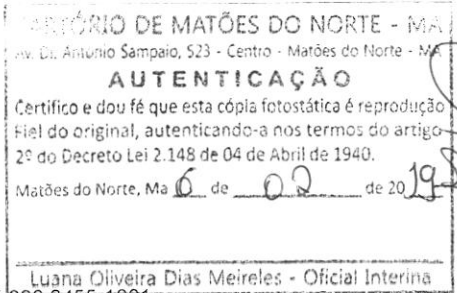 CARTÓRIO DE MATÕES DO NORTE - MA
Av. Dr. Antonio Sampaio, 523 - Centro - Matões do Norte - MA
AUTENTICAÇÃO
Certifico e dou fé que esta cópia fotostática é reprodução
Fiel do original, autenticando-a nos termos do artigo
2º do Decreto Lei 2.148 de 04 de Abril de 1940.
Matões do Norte, Ma 6 de 02 de 2019
Luana Oliveira Dias Meireles - Oficial Interina